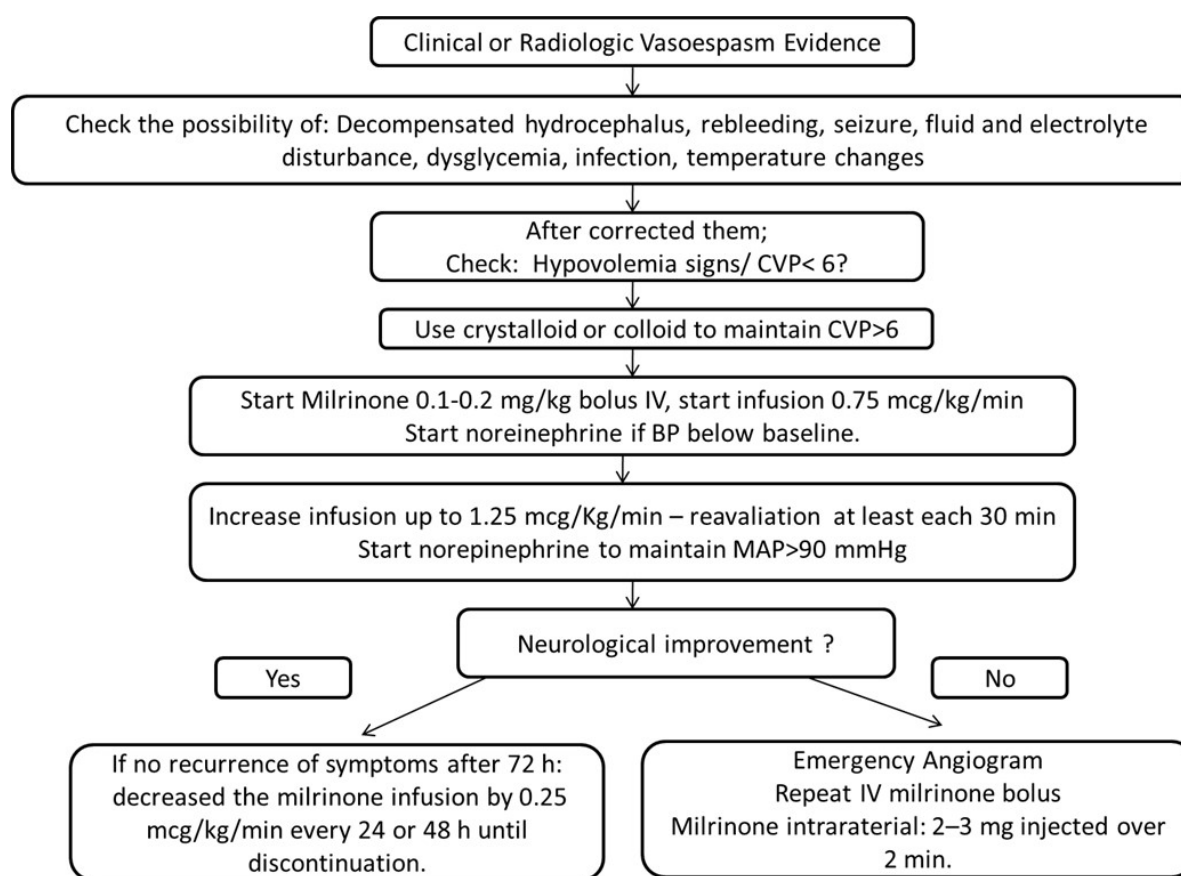 Clinical or Radiologic Vasoespasm Evidence
Check the possibility of: Decompensated hydrocephalus, rebleeding, seizure, fluid and electrolyte
disturbance, dysglycemia, infection, temperature changes
After corrected them;
Check:  Hypovolemia signs/ CVP< 6?
Use crystalloid or colloid to maintain CVP>6
Start Milrinone 0.1-0.2 mg/kg bolus IV, start infusion 0.75 mcg/kg/min
Start noreinephrine if BP below baseline.
Increase infusion up to 1.25 mcg/Kg/min – reavaliation  at least each 30 min
Start norepinephrine to maintain MAP>90 mmHg
Neurological improvement ?
Yes
No
If no recurrence of symptoms after 72 h:
decreased the milrinone infusion by 0.25
mcg/kg/min every 24 or 48 h until
discontinuation.
Emergency Angiogram
Repeat IV milrinone bolus
Milrinone intraraterial: 2–3 mg injected over
2 min.